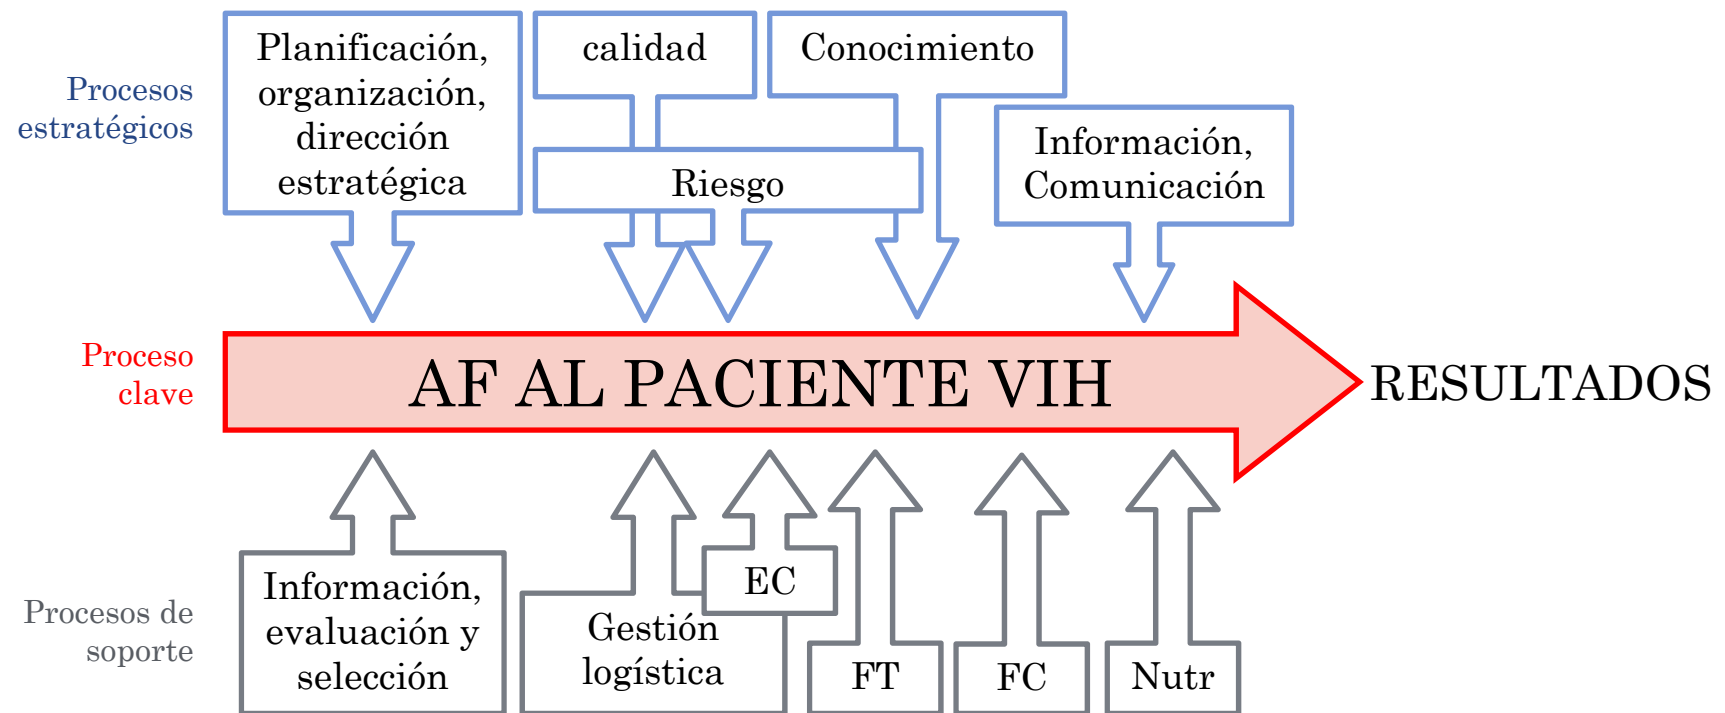 Procesos
estratégicos
Planificación,
organización,
dirección
estratégica
calidad
Conocimiento
Riesgo
Información,
Comunicación
Proceso
clave
AF AL PACIENTE VIH
RESULTADOS
Procesos de
soporte
Información,
evaluación y
selección
Gestión
logística
EC
FT
FC
Nutr